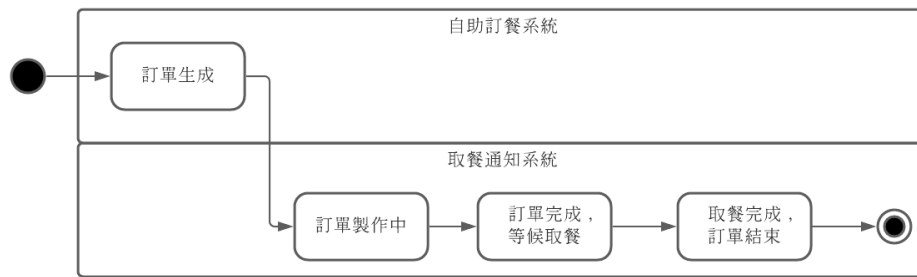 自助訂餐系統
訂單生成
取餐通知系統
訂單製作中
訂單完成，
等候取餐
取餐完成，
訂單結束